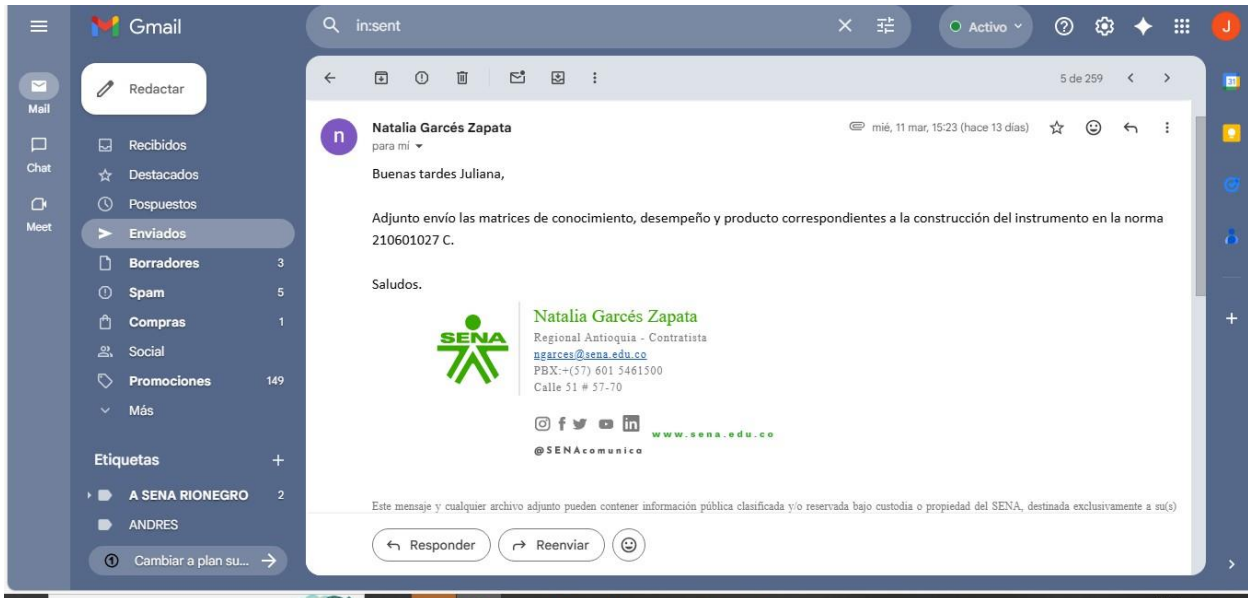 Gmail
in:sent
Activo
J
Mail
Chat
Meet
Redactar
Recibidos
Destacados
Pospuestos
Enviados
Borradores 3
Spam 5
Compras 1
Social
Promociones 149
Más
Etiquetas
A SENA RIONEGRO 2
ANDRES
Cambiar a plan su...
5 de 259
31
n
Natalia Garcés Zapata
mié, 11 mar, 15:23 (hace 13 días)
para mí
Buenas tardes Juliana,
Adjunto envío las matrices de conocimiento, desempeño y producto correspondientes a la construcción del instrumento en la norma
210601027 C.
Saludos.
SENA
Natalia Garcés Zapata
Regional Antioquia - Contratista
ngarces@sena.edu.co
PBX:+(57) 601 5461500
Calle 51 # 57-70
www.sena.edu.co
@SENAcomunica
Este mensaje y cualquier archivo adjunto pueden contener información pública clasificada y/o reservada bajo custodia o propiedad del SENA, destinada exclusivamente a su(s)
Responder
Reenviar